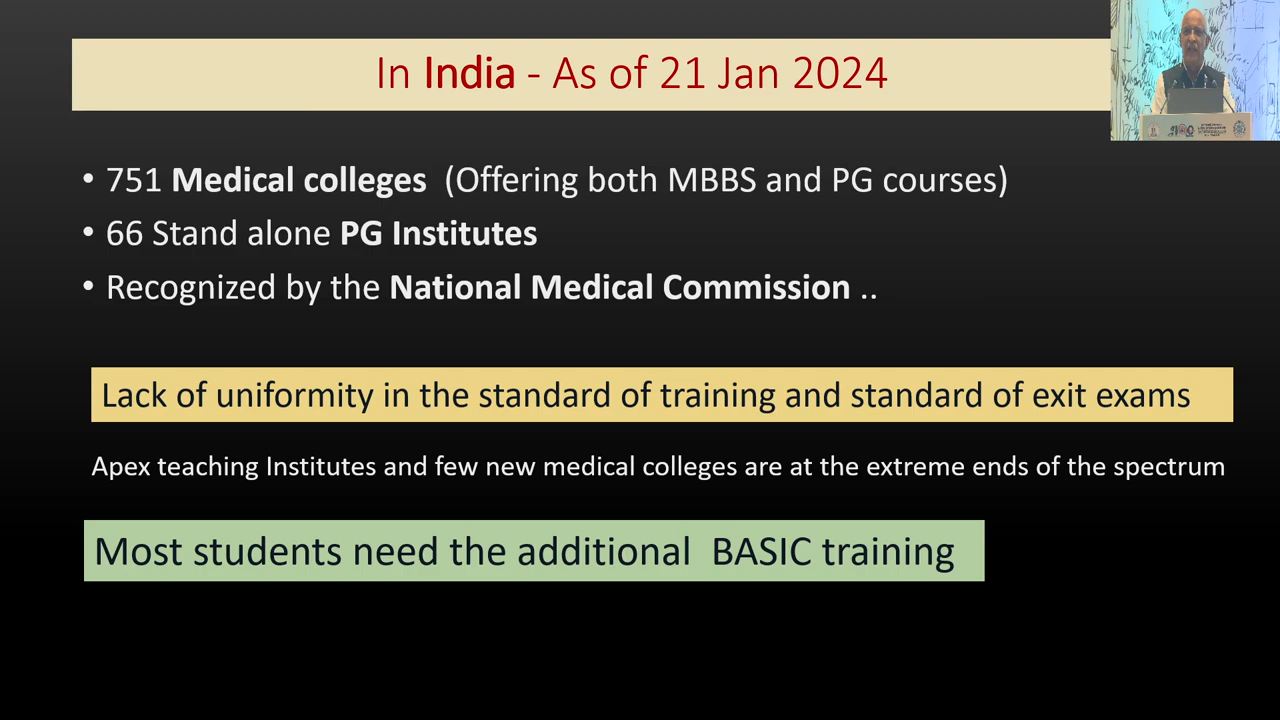 In India - As of 21 Jan 2024
• 751 Medical colleges (Offering both MBBS and PG courses)
• 66 Stand alone PG Institutes
• Recognized by the National Medical Commission ..
Lack of uniformity in the standard of training and standard of exit exams
Apex teaching Institutes and few new medical colleges are at the extreme ends of the spectrum
Most students need the additional BASIC training